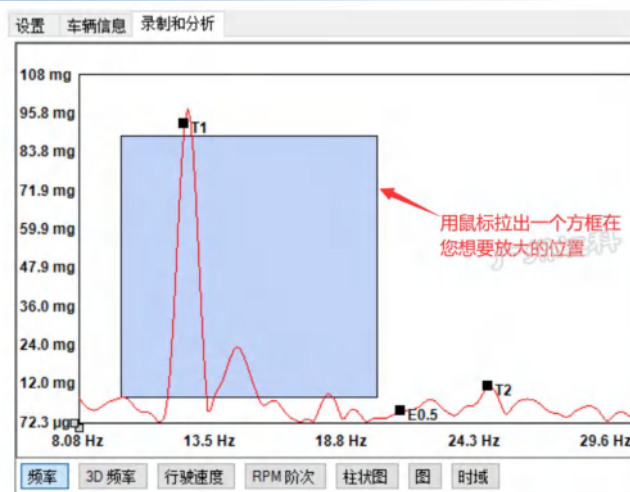 设置 车辆信息 录制和分析
108 mg
95.8 mg
T1
83.8 mg
71.9 mg
用鼠标拉出一个方框在
您想要放大的位置
59.9 mg
47.9 mg
36.0 mg
24.0 mg
12.0 mg
T2
E0.5
72.3 µg
8.08 Hz 13.5 Hz 18.8 Hz 24.3 Hz 29.6 Hz
频率 3D 频率 行驶速度 RPM 阶次 柱状图 图 时域